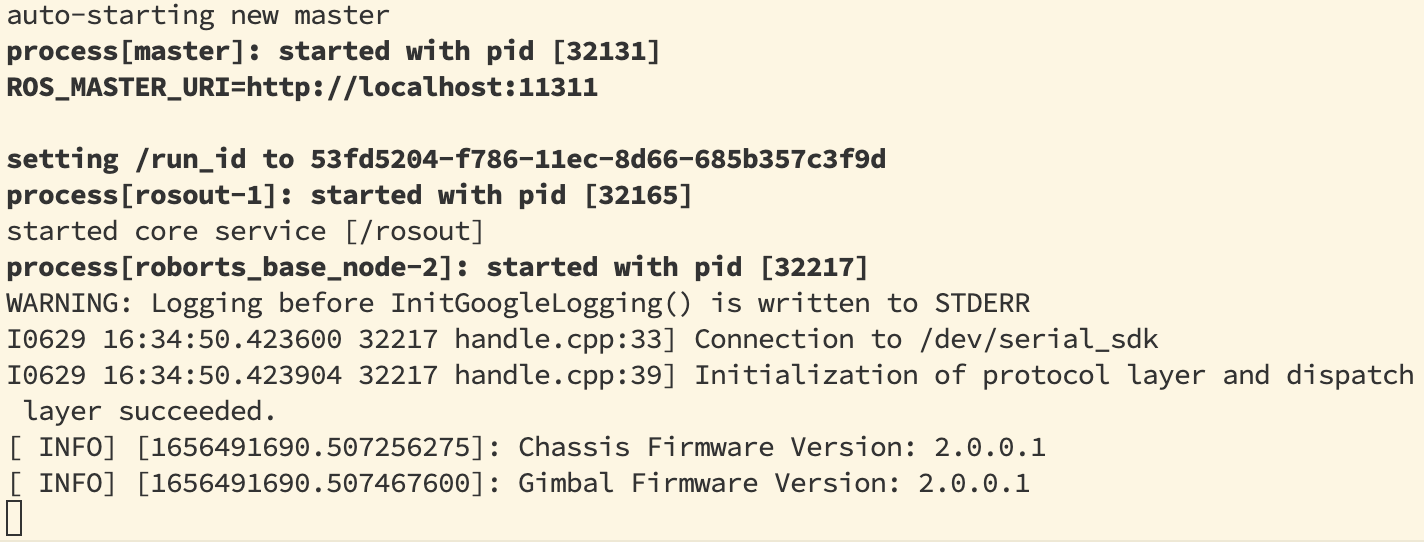 auto-starting new master
process[master]: started with pid [32131]
ROS_MASTER_URI=http://localhost:11311
setting /run_id to 53fd5204-f786-11ec-8d66-685b357c3f9d
process[rosout-1]: started with pid [32165]
started core service [/rosout]
process[roborts_base_node-2]: started with pid [32217]
WARNING: Logging before InitGoogleLogging() is written to STDERR
I0629 16:34:50.423600 32217 handle.cpp:33] Connection to /dev/serial_sdk
I0629 16:34:50.423904 32217 handle.cpp:39] Initialization of protocol layer and dispatch
 layer succeeded.
[ INFO] [1656491690.507256275]: Chassis Firmware Version: 2.0.0.1
[ INFO] [1656491690.507467600]: Gimbal Firmware Version: 2.0.0.1